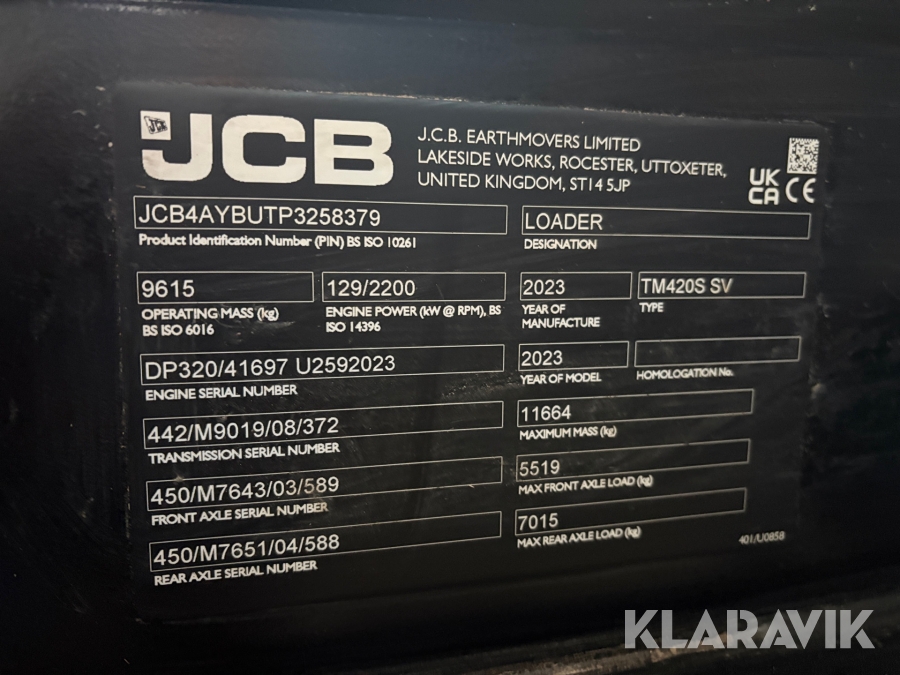 JCB
J.C.B. EARTHMOVERS LIMITED
LAKESIDE WORKS, ROCESTER, UTTOXETER,
UNITED KINGDOM, ST14 5JP
UK
CA CE
JCB4AYBUTP3258379
Product Identification Number (PIN) BS ISO 10261
LOADER
DESIGNATION
9615
OPERATING MASS (kg)
BS ISO 6016
129/2200
ENGINE POWER (kW @ RPM), BS
ISO 14396
2023
YEAR OF
MANUFACTURE
TM420S SV
TYPE
DP320/41697 U2592023
ENGINE SERIAL NUMBER
2023
YEAR OF MODEL
HOMOLOGATION No.
442/M9019/08/372
TRANSMISSION SERIAL NUMBER
11664
MAXIMUM MASS (kg)
450/M7643/03/589
FRONT AXLE SERIAL NUMBER
5519
MAX FRONT AXLE LOAD (kg)
450/M7651/04/588
REAR AXLE SERIAL NUMBER
7015
MAX REAR AXLE LOAD (kg)
401/U0858
KLARAVIK